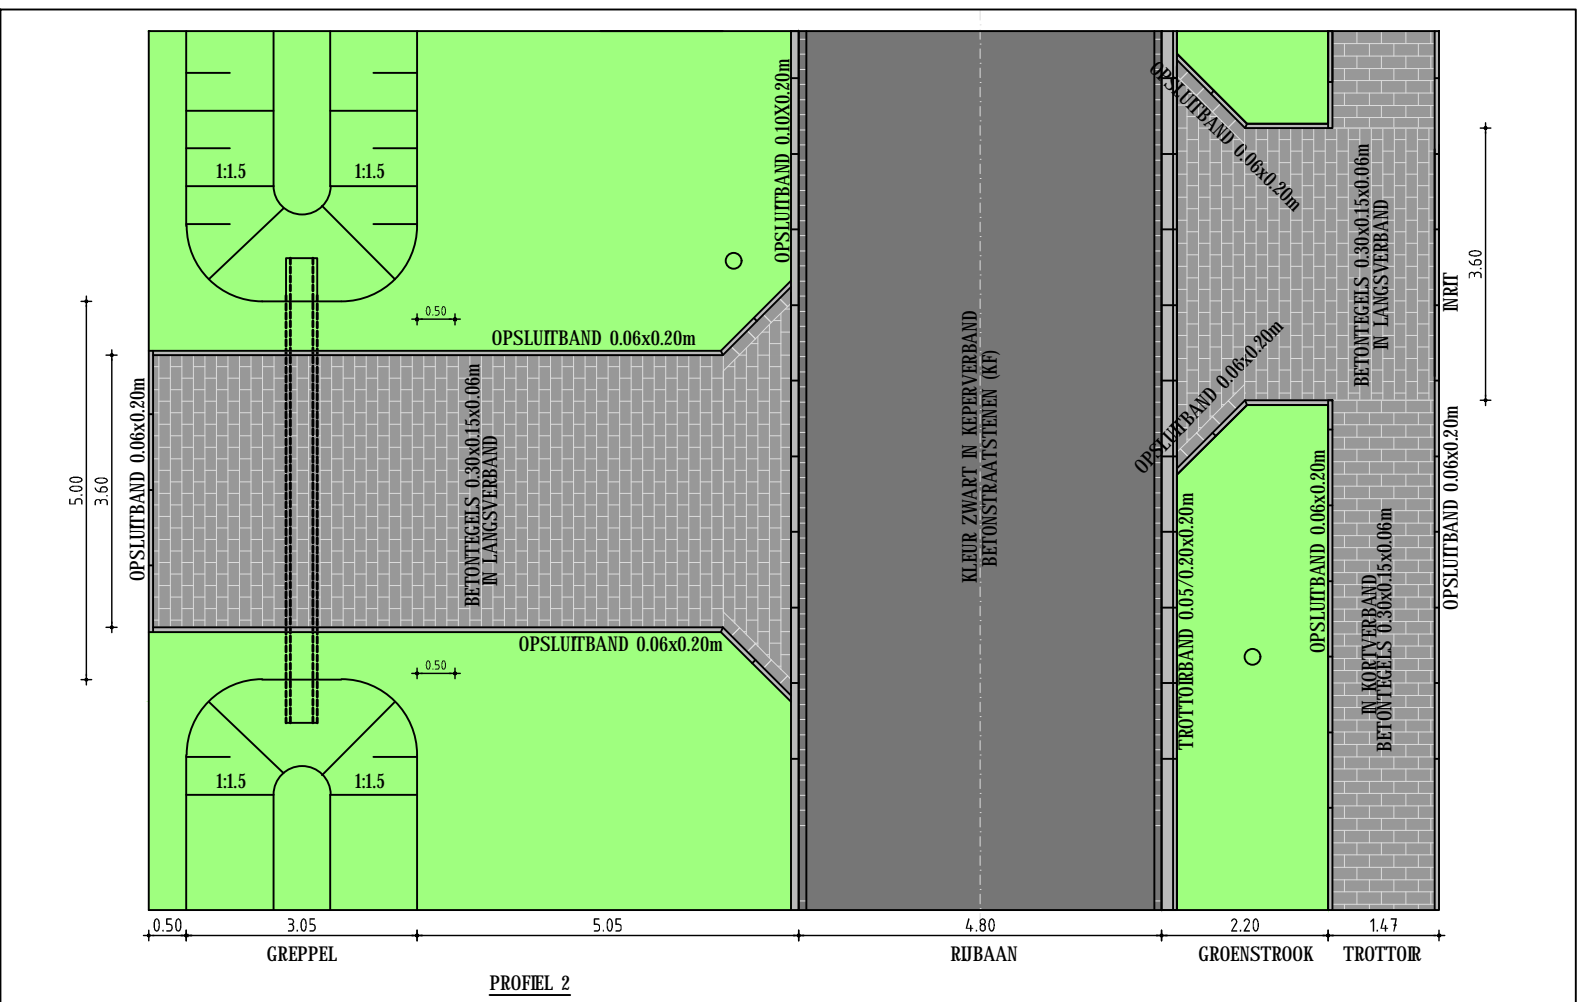 OPSLUITBAND 0.10X0.20m
OPSLUITBAND 0.06x0.20m
1:1.5
1:1.5
0.50
OPSLUITBAND 0.06x0.20m
5.00
3.60
OPSLUITBAND 0.06x0.20m
BETONTEGELS 0.30x0.15x0.06m
IN LANGSVERBAND
OPSLUITBAND 0.06x0.20m
0.50
1:1.5
1:1.5
KLEUR ZWART IN KEPERVERBAND
BETONSTRAATSTENEN (KF)
OPSLUITBAND 0.06x0.20m
TROTTOIRBAND 0.05/0.20x0.20m
OPSLUITBAND 0.06x0.20m
BETONTEGELS 0.30x0.15x0.06m
IN LANGSVERBAND
INRIT
3.60
OPSLUITBAND 0.06x0.20m
IN KORTVERBAND
BETONTEGELS 0.30x0.15x0.06m
0.50
3.05
5.05
4.80
2.20
1.47
GREPPEL
RIJBAAN
GROENSTROOK
TROTTOIR
PROFIEL 2